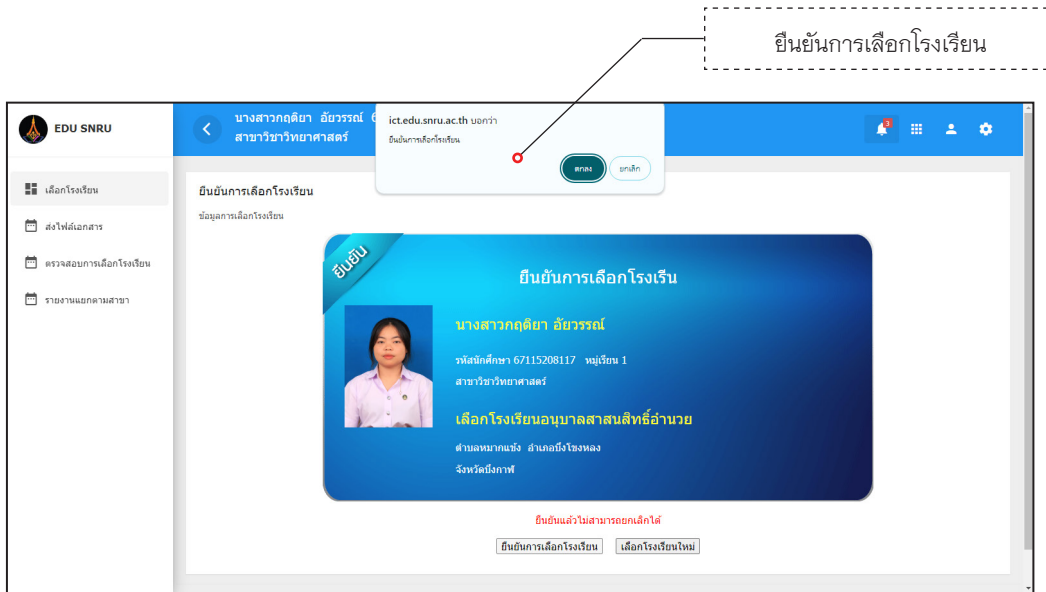 ยืนยันการเลือกโรงเรียน
EDU SNRU
นางสาวกฤติยา อัยวรรณ์ 6
สาขาวิชาวิทยาศาสตร์
ict.edu.snru.ac.th บอกว่า
ยืนยันการเลือกโรงเรียน
ตกลง
ยกเลิก
3
เลือกโรงเรียน
ส่งไฟล์เอกสาร
ตรวจสอบการเลือกโรงเรียน
รายงานแยกตามสาขา
ยืนยันการเลือกโรงเรียน
ข้อมูลการเลือกโรงเรียน
ยืนยัน
ยืนยันการเลือกโรงเรีน
นางสาวกฤติยา อัยวรรณ์
รหัสนักศึกษา 67115208117 หมู่เรียน 1
สาขาวิชาวิทยาศาสตร์
เลือกโรงเรียนอนุบาลสาสนสิทธิ์อำนวย
ตำบลหมากแข้ง อำเภอบึงโขงหลง
จังหวัดบึงกาฬ
ยืนยันแล้วไม่สามารถยกเลิกได้
ยืนยันการเลือกโรงเรียน
เลือกโรงเรียนใหม่